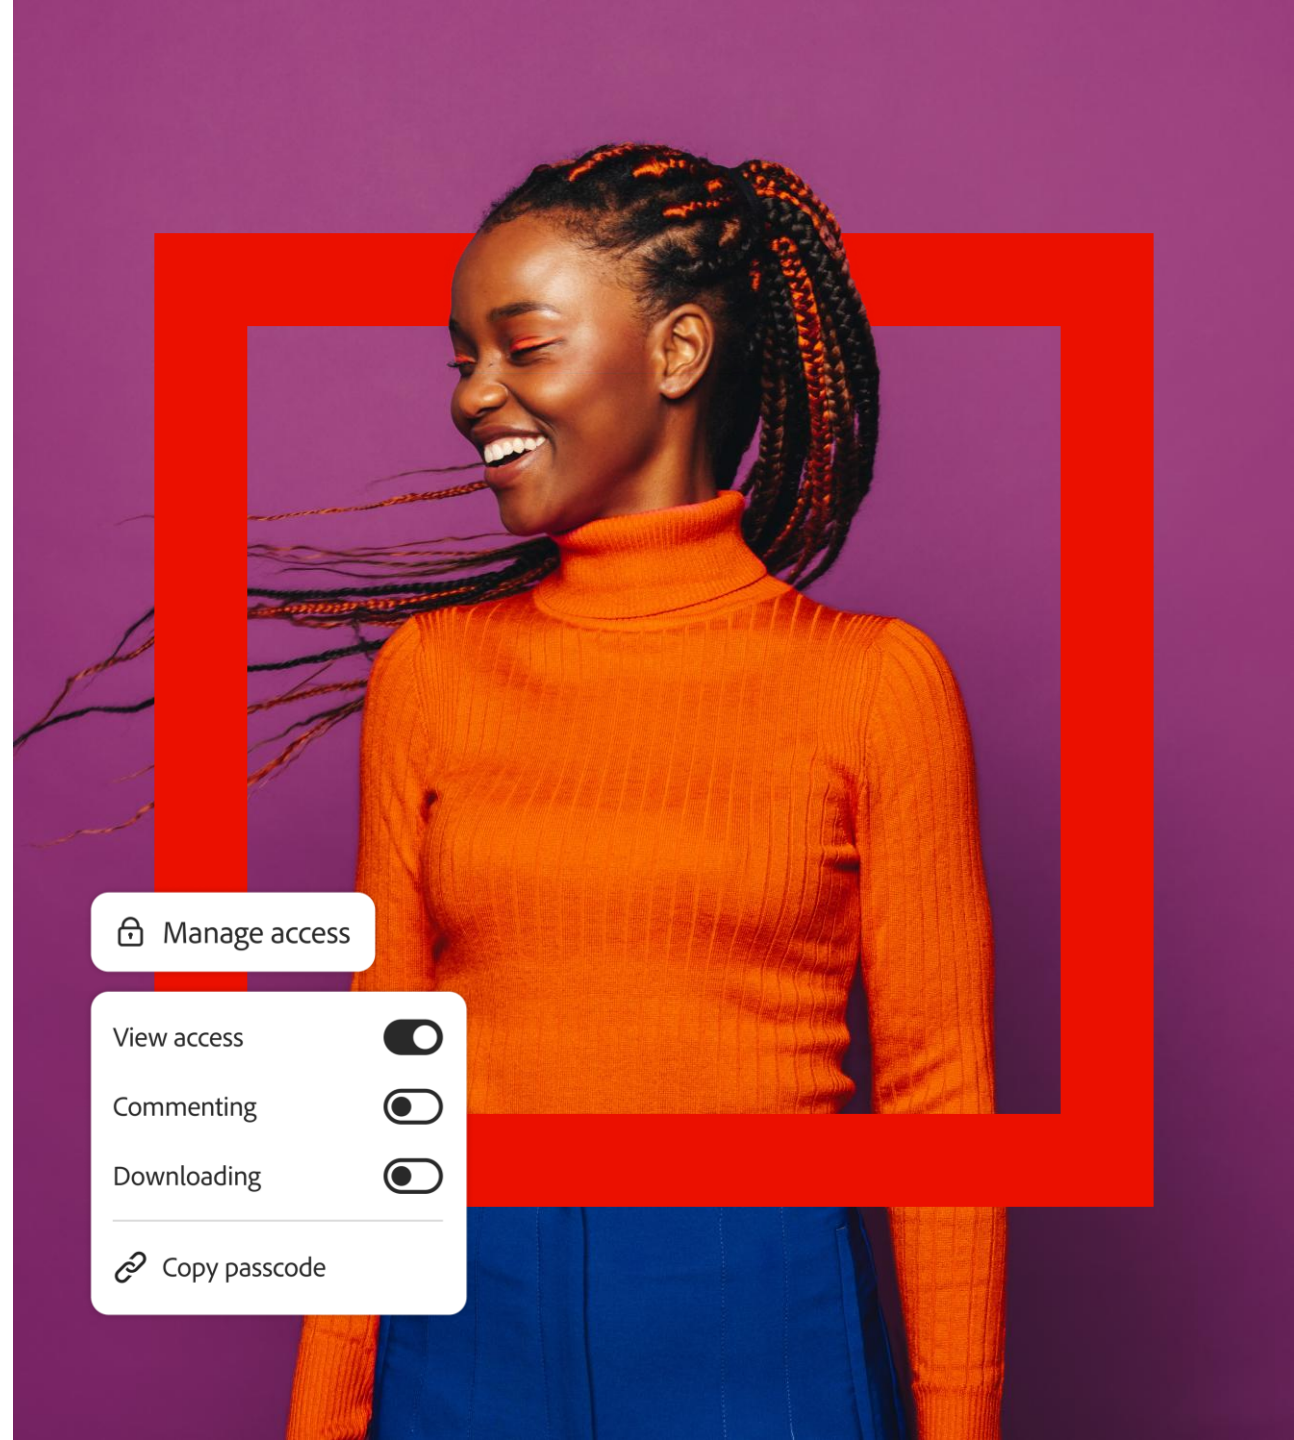 Manage access
View access
Commenting
Downloading
Copy passcode